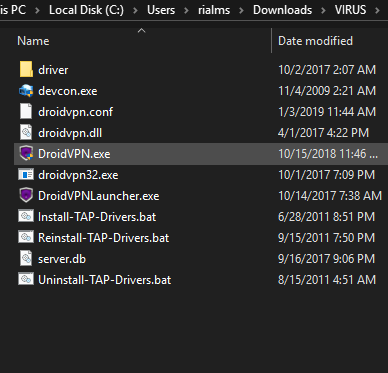 is PC > Local Disk (C:) > Users > rialms > Downloads > VIRUS >
Name Date modified
driver 10/2/2017 2:07 AM
devcon.exe 11/4/2009 2:21 AM
droidvpn.conf 1/3/2019 11:44 AM
droidvpn.dll 4/1/2017 4:22 PM
DroidVPN.exe 10/15/2018 11:46
droidvpn32.exe 10/1/2017 7:09 PM
DroidVPNLauncher.exe 10/14/2017 7:38 AM
Install-TAP-Drivers.bat 6/28/2011 8:51 PM
Reinstall-TAP-Drivers.bat 9/15/2011 7:50 PM
server.db 9/16/2017 9:06 PM
Uninstall-TAP-Drivers.bat 8/15/2011 4:51 AM